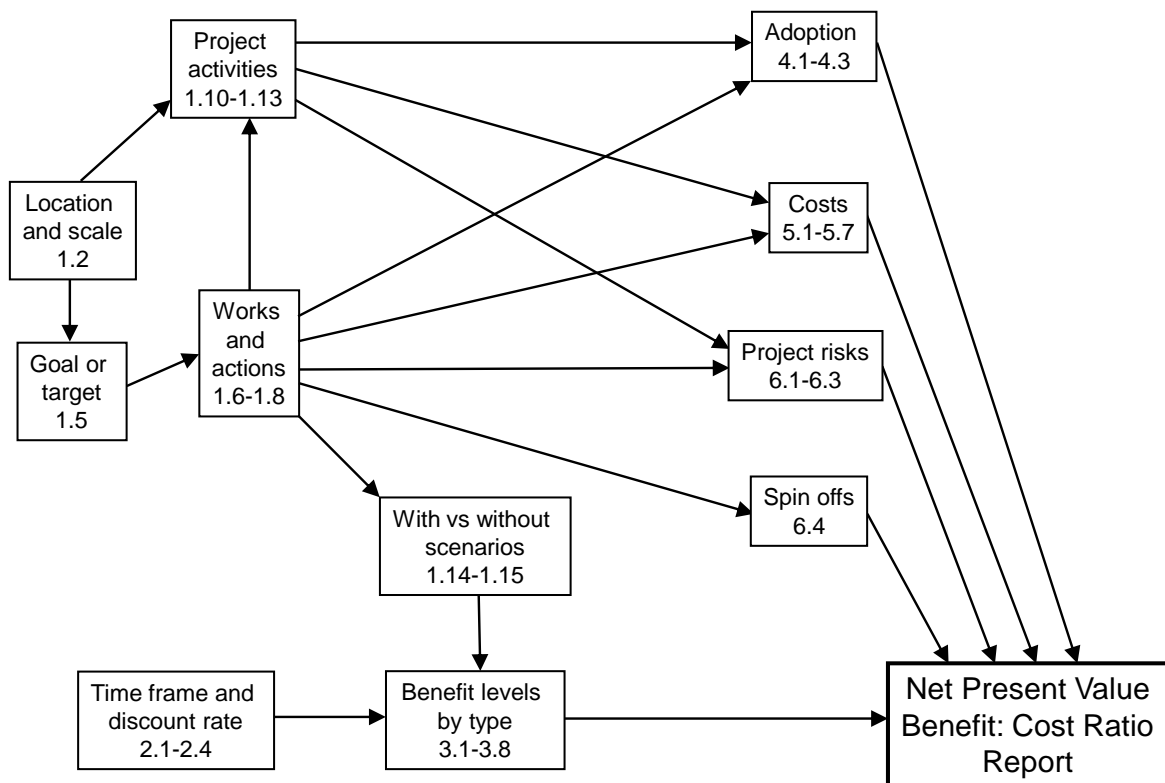 Project
activities
1.10-1.13
Adoption
4.1-4.3
Location
and scale
1.2
Costs
5.1-5.7
Works
and
actions
1.6-1.8
Goal or
target
1.5
Project risks
6.1-6.3
With vs without
scenarios
1.14-1.15
Spin offs
6.4
Time frame and
discount rate
2.1-2.4
Benefit levels
by type
3.1-3.8
Net Present Value
Benefit: Cost Ratio
Report